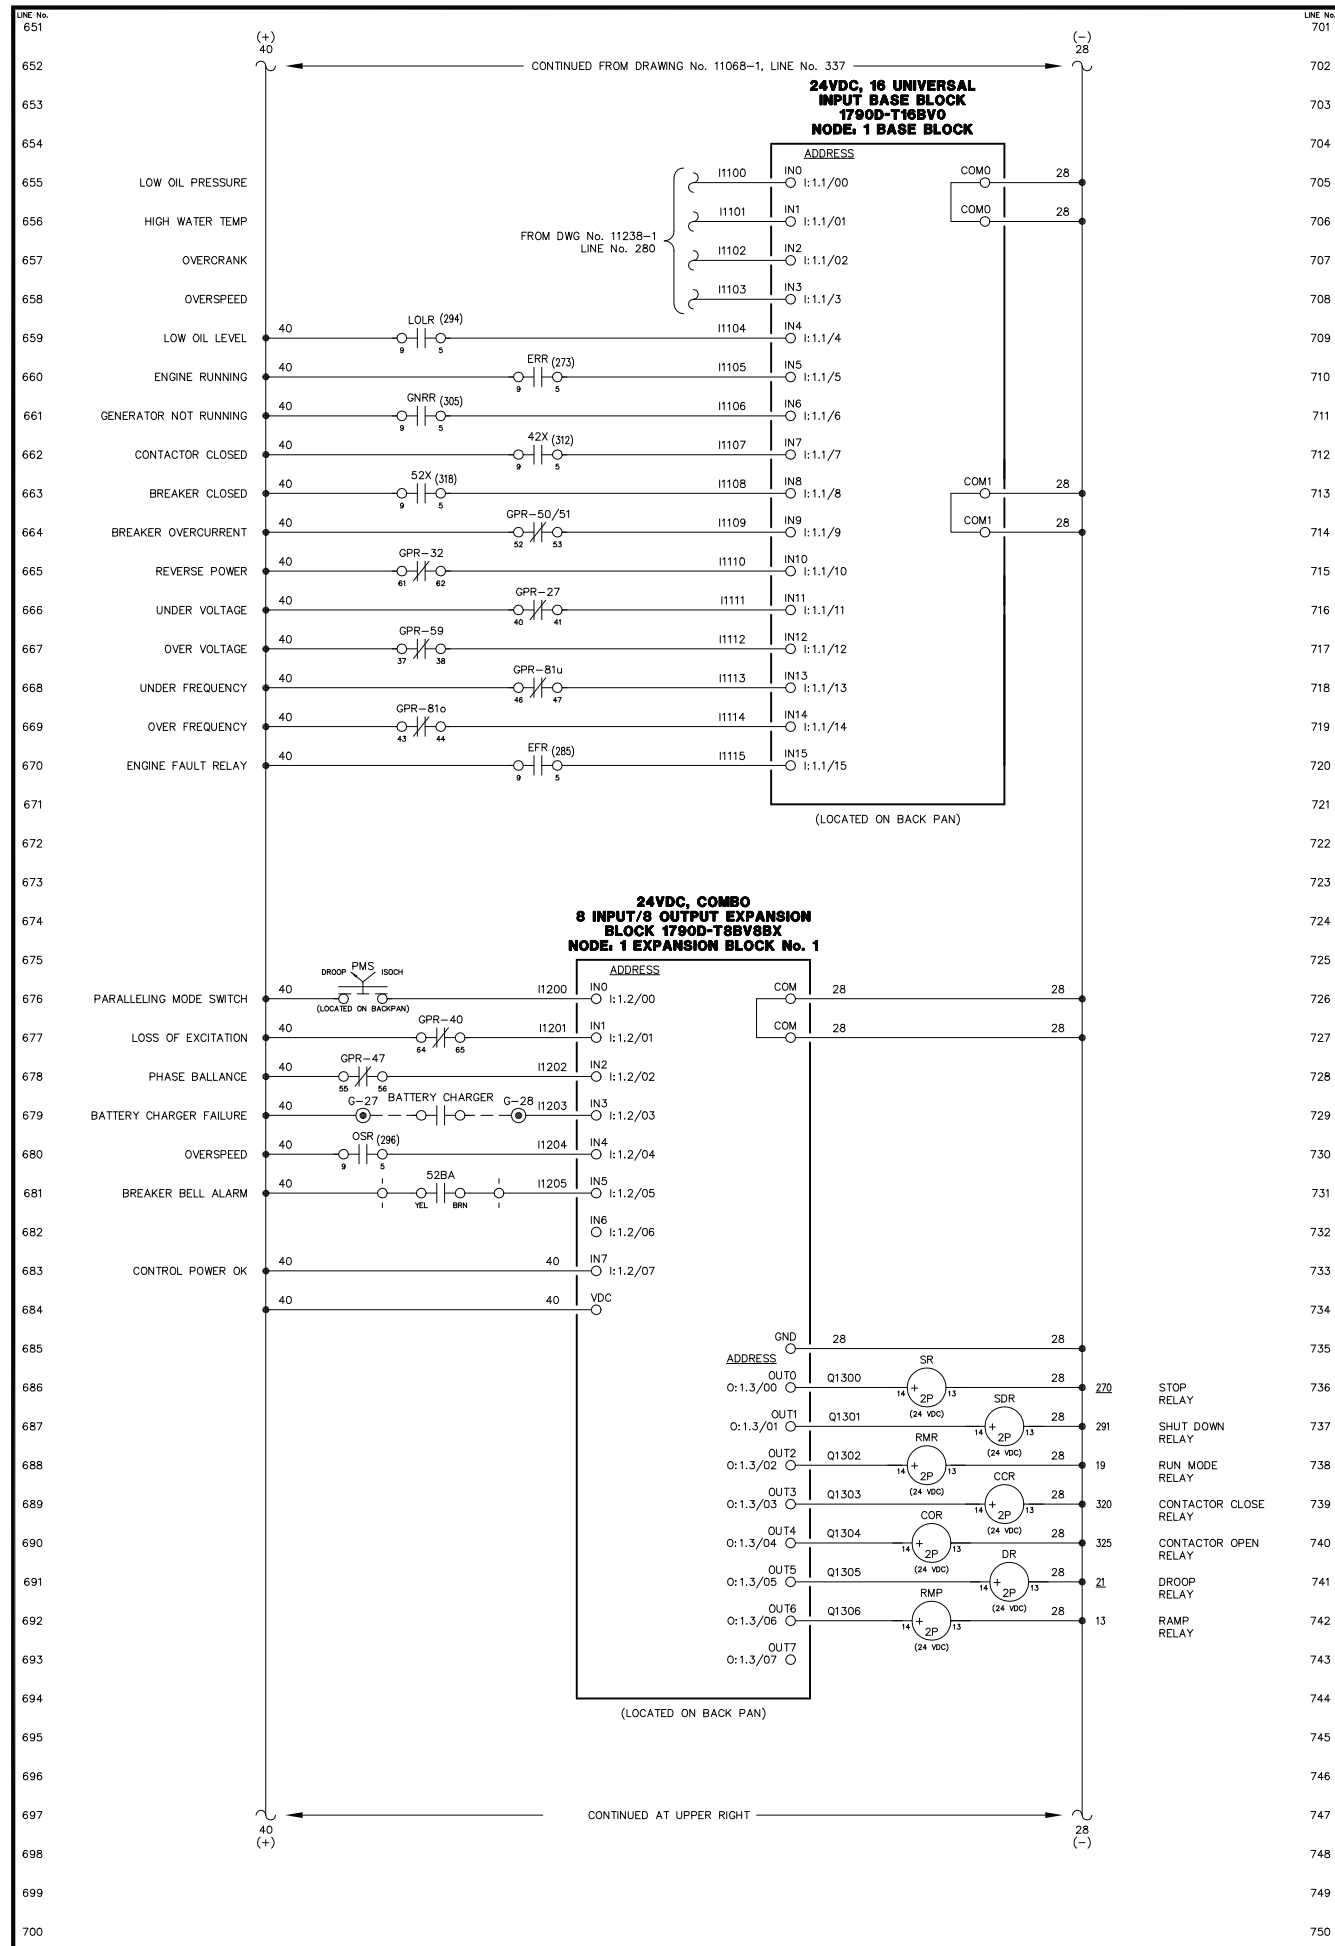 LINE No.
LINE No.
651 701
(+) (-)
40 28
652 CONTINUED FROM DRAWING No. 11068-1, LINE No. 337 702
24VDC, 16 UNIVERSAL
INPUT BASE BLOCK
1790D-T16BV0
NODE: 1 BASE BLOCK
653 703
654 704
ADDRESS
655 LOW OIL PRESSURE I1100 IN0 I:1.1/00 COM0 28 705
656 HIGH WATER TEMP I1101 IN1 I:1.1/01 COM0 28 706
FROM DWG No. 11238-1
LINE No. 280
657 OVERCRANK I1102 IN2 I:1.1/02 707
658 OVERSPEED I1103 IN3 I:1.1/3 708
659 LOW OIL LEVEL 40 LOLR (294) 9 5 I1104 IN4 I:1.1/4 709
660 ENGINE RUNNING 40 ERR (273) 9 5 I1105 IN5 I:1.1/5 710
661 GENERATOR NOT RUNNING 40 GNRR (305) 9 5 I1106 IN6 I:1.1/6 711
662 CONTACTOR CLOSED 40 42X (312) 9 5 I1107 IN7 I:1.1/7 712
663 BREAKER CLOSED 40 52X (318) 9 5 I1108 IN8 I:1.1/8 COM1 28 713
664 BREAKER OVERCURRENT 40 GPR-50/51 52 53 I1109 IN9 I:1.1/9 COM1 28 714
665 REVERSE POWER 40 GPR-32 61 62 I1110 IN10 I:1.1/10 715
666 UNDER VOLTAGE 40 GPR-27 40 41 I1111 IN11 I:1.1/11 716
667 OVER VOLTAGE 40 GPR-59 37 38 I1112 IN12 I:1.1/12 717
668 UNDER FREQUENCY 40 GPR-81u 46 47 I1113 IN13 I:1.1/13 718
669 OVER FREQUENCY 40 GPR-81o 43 44 I1114 IN14 I:1.1/14 719
670 ENGINE FAULT RELAY 40 EFR (285) 9 5 I1115 IN15 I:1.1/15 720
671 721
(LOCATED ON BACK PAN)
672 722
673 723
24VDC, COMBO
8 INPUT/8 OUTPUT EXPANSION
BLOCK 1790D-T8BV8BX
NODE: 1 EXPANSION BLOCK No. 1
674 724
675 725
ADDRESS
676 PARALLELING MODE SWITCH 40 DROOP PMS ISOCH (LOCATED ON BACKPAN) I1200 IN0 I:1.2/00 COM 28 28 726
677 LOSS OF EXCITATION 40 GPR-40 64 65 I1201 IN1 I:1.2/01 COM 28 28 727
678 PHASE BALLANCE 40 GPR-47 55 56 I1202 IN2 I:1.2/02 728
679 BATTERY CHARGER FAILURE 40 G-27 BATTERY CHARGER G-28 I1203 IN3 I:1.2/03 729
680 OVERSPEED 40 OSR (296) 9 5 I1204 IN4 I:1.2/04 730
681 BREAKER BELL ALARM 40 I I 52BA YEL BRN I I I1205 IN5 I:1.2/05 731
682 IN6 I:1.2/06 732
683 CONTROL POWER OK 40 40 IN7 I:1.2/07 733
684 40 40 VDC 734
685 GND 28 28 735
ADDRESS
686 OUT0 O:1.3/00 Q1300 SR 14 + 2P 13 (24 VDC) 28 270 STOP RELAY 736
687 OUT1 O:1.3/01 Q1301 SDR 14 + 2P 13 (24 VDC) 28 291 SHUT DOWN RELAY 737
688 OUT2 O:1.3/02 Q1302 RMR 14 + 2P 13 (24 VDC) 28 19 RUN MODE RELAY 738
689 OUT3 O:1.3/03 Q1303 CCR 14 + 2P 13 (24 VDC) 28 320 CONTACTOR CLOSE RELAY 739
690 OUT4 O:1.3/04 Q1304 COR 14 + 2P 13 (24 VDC) 28 325 CONTACTOR OPEN RELAY 740
691 OUT5 O:1.3/05 Q1305 DR 14 + 2P 13 (24 VDC) 28 21 DROOP RELAY 741
692 OUT6 O:1.3/06 Q1306 RMP 14 + 2P 13 (24 VDC) 28 13 RAMP RELAY 742
693 OUT7 O:1.3/07 743
694 744
(LOCATED ON BACK PAN)
695 745
696 746
697 CONTINUED AT UPPER RIGHT 747
40 28
(+) (-)
698 748
699 749
700 750